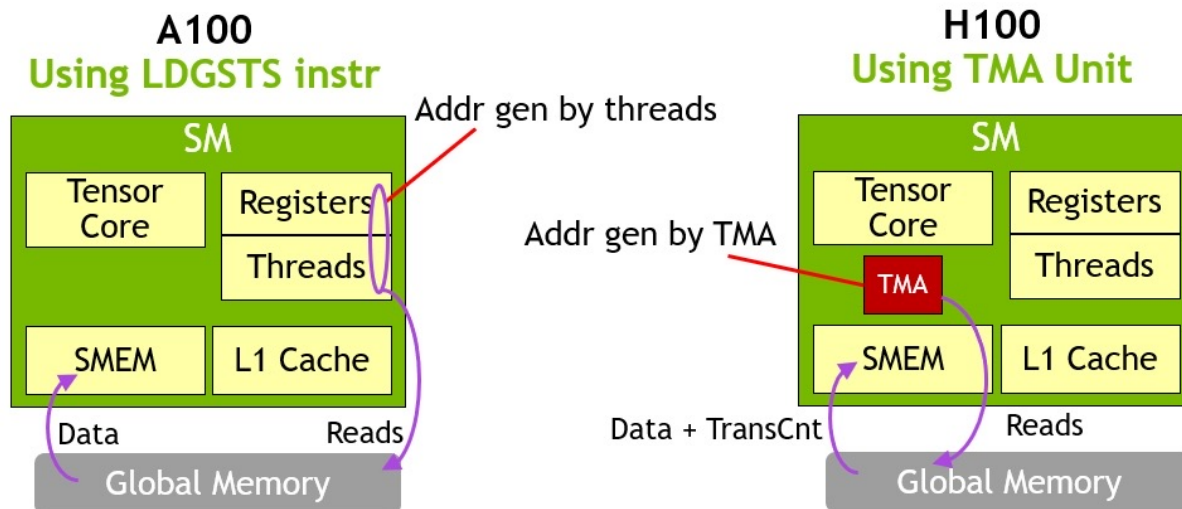 A100
Using LDGSTS instr
Addr gen by threads
SM
Tensor
Core
Registers
Threads
SMEM
L1 Cache
Data
Reads
Global Memory
H100
Using TMA Unit
Addr gen by TMA
SM
Tensor
Core
Registers
Threads
TMA
SMEM
L1 Cache
Data + TransCnt
Reads
Global Memory